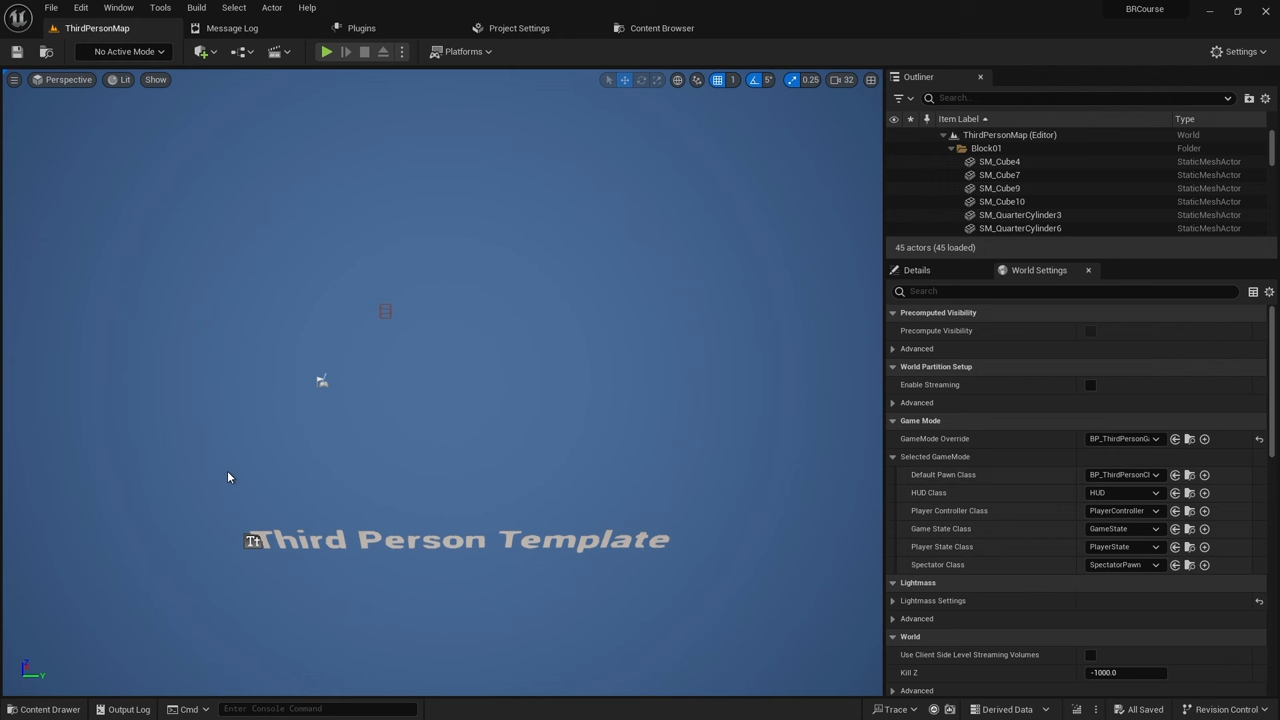 File Edit Window Tools Build Select Actor Help BRCourse
ThirdPersonMap Message Log Plugins Project Settings Content Browser
No Active Mode Platforms Settings
Perspective Lit Show 1 5° 0.25 32
Outliner
Search...
Item Label Type
ThirdPersonMap (Editor) World
Block01 Folder
SM_Cube4 StaticMeshActor
SM_Cube7 StaticMeshActor
SM_Cube9 StaticMeshActor
SM_Cube10 StaticMeshActor
SM_QuarterCylinder3 StaticMeshActor
SM_QuarterCylinder6 StaticMeshActor
45 actors (45 loaded)
Details World Settings
Search
Precomputed Visibility
Precompute Visibility
Advanced
World Partition Setup
Enable Streaming
Advanced
Game Mode
GameMode Override BP_ThirdPersonGa
Selected GameMode
Default Pawn Class BP_ThirdPersonCl
HUD Class HUD
Player Controller Class PlayerController
Game State Class GameState
Player State Class PlayerState
Spectator Class SpectatorPawn
Lightmass
Lightmass Settings
Advanced
World
Use Client Side Level Streaming Volumes
Kill Z -1000.0
Advanced
Tt Third Person Template
Z
Y
Content Drawer Output Log Cmd Enter Console Command Trace Derived Data All Saved Revision Control